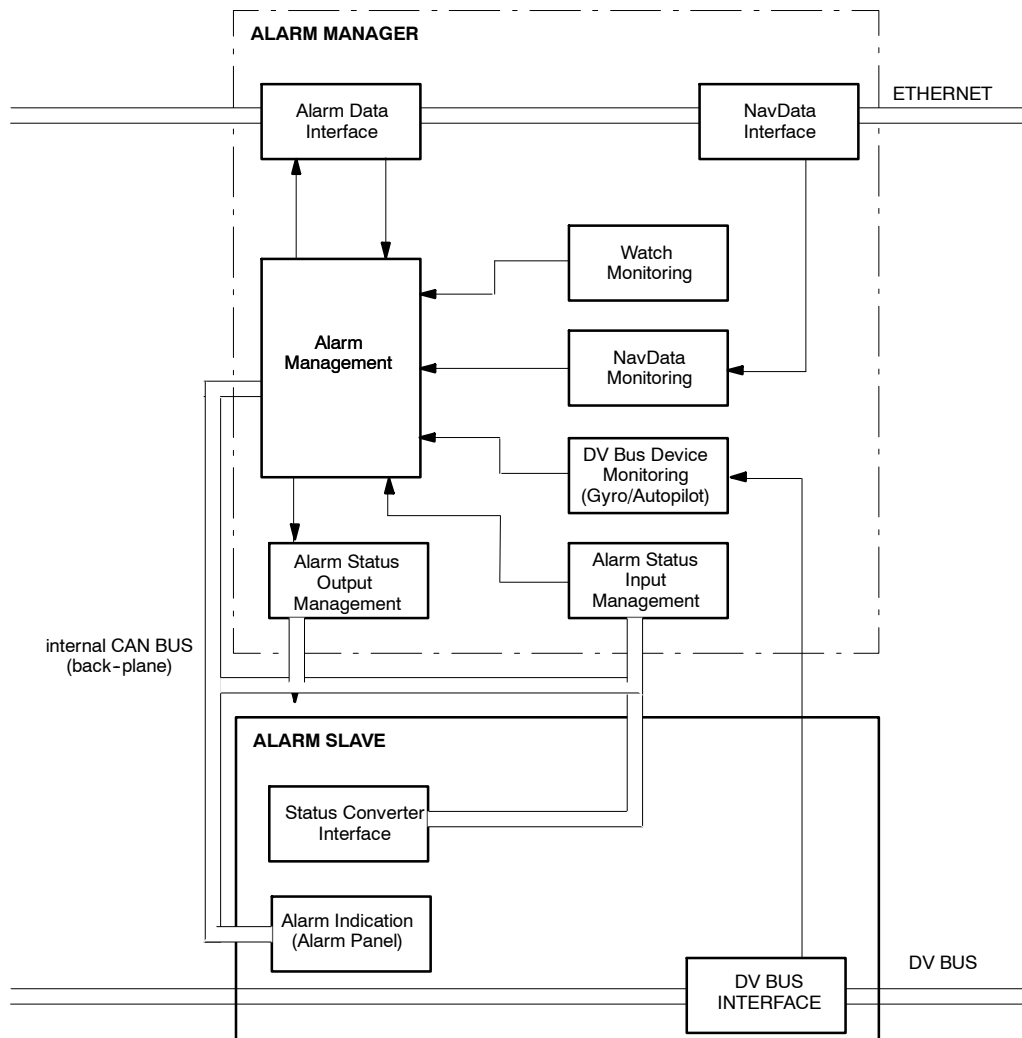 ALARM MANAGER
ETHERNET
Alarm Data
Interface
NavData
Interface
Watch
Monitoring
Alarm
Management
NavData
Monitoring
DV Bus Device
Monitoring
(Gyro/Autopilot)
Alarm Status
Output
Management
Alarm Status
Input
Management
internal CAN BUS
(back-plane)
ALARM SLAVE
Status Converter
Interface
Alarm Indication
(Alarm Panel)
DV BUS
DV BUS
INTERFACE